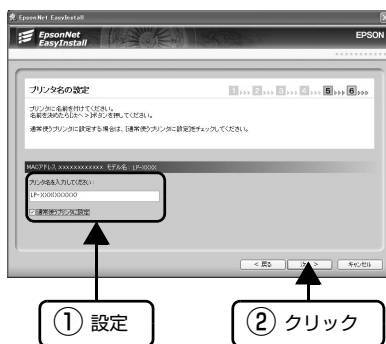 EpsonNet EasyInstall
EpsonNet
EasyInstall
EPSON
プリンタ名の設定
1 >>> 2 >>> 3 >>> 4 >>> 5 >>> 6 >>>
プリンタに名前を付けてください。
名前を決めたら[次へ >]ボタンを押してください。
通常使うプリンタに設定する場合は、[通常使うプリンタに設定]をチェックしてください。
MACアドレス xxxxxxxxxxxx モデル名:LP-XXXX
プリンタ名を入力してください:
LP-XXXXXXXXXX
通常使うプリンタに設定
< 戻る
次へ >
キャンセル
① 設定
② クリック